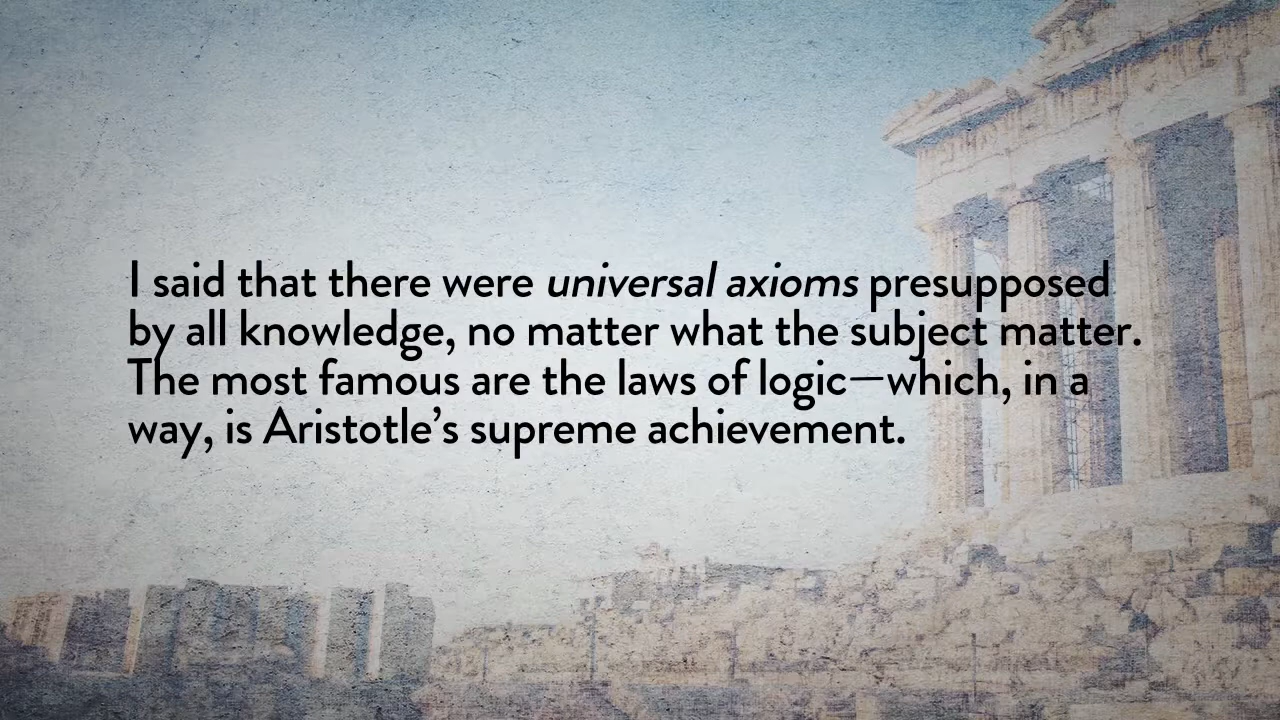 I said that there were universal axioms presupposed
by all knowledge, no matter what the subject matter.
The most famous are the laws of logic—which, in a
way, is Aristotle’s supreme achievement.